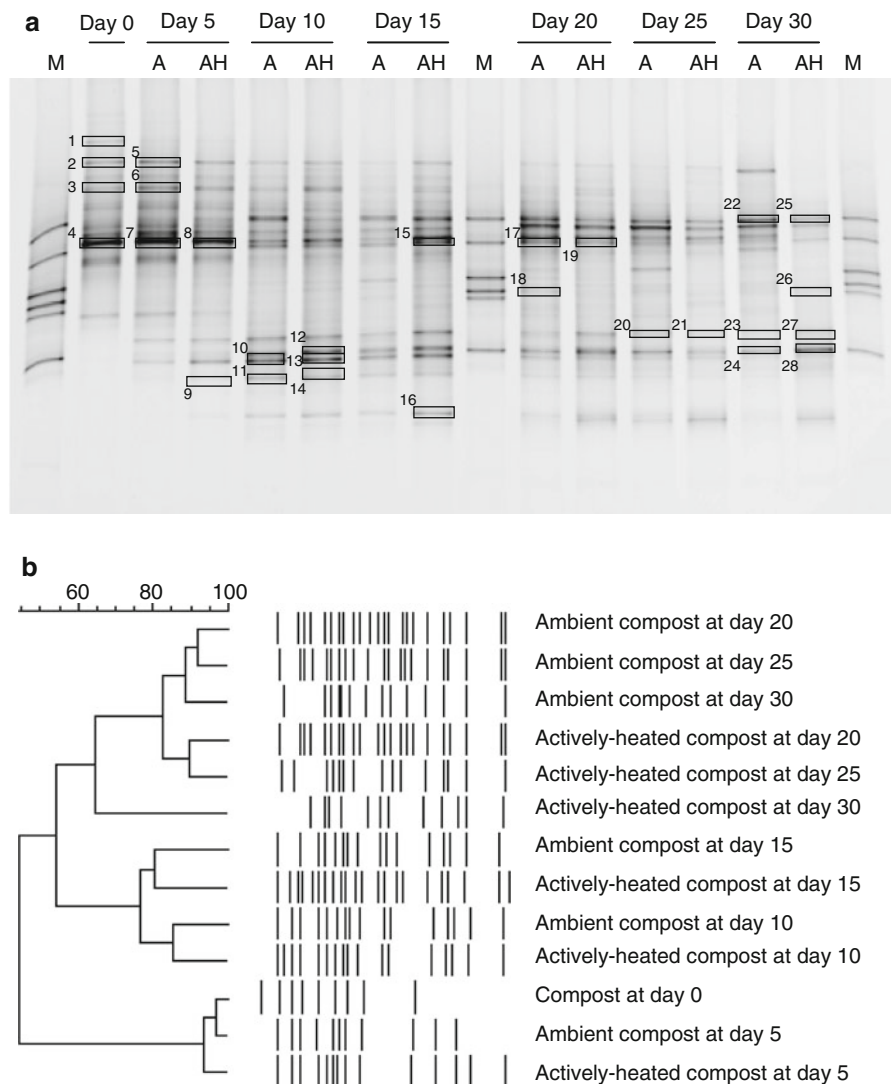 a
Day 0 Day 5 Day 10 Day 15 Day 20 Day 25 Day 30
M A AH A AH A AH M A AH A AH A AH M
1
5
2
6
3
22 25
4 7 8 15 17
19
18 26
12 20 21 23 27
10
13
11 24 28
14
9
16
b
60 80 100
Ambient compost at day 20
Ambient compost at day 25
Ambient compost at day 30
Actively-heated compost at day 20
Actively-heated compost at day 25
Actively-heated compost at day 30
Ambient compost at day 15
Actively-heated compost at day 15
Ambient compost at day 10
Actively-heated compost at day 10
Compost at day 0
Ambient compost at day 5
Actively-heated compost at day 5